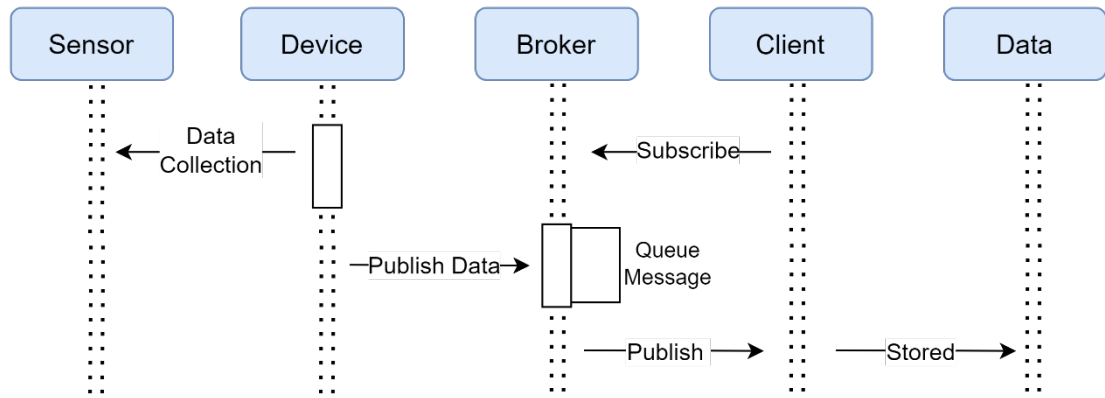 Sensor
Device
Broker
Client
Data
Data
Collection
Subscribe
Publish Data
Queue
Message
Publish
Stored